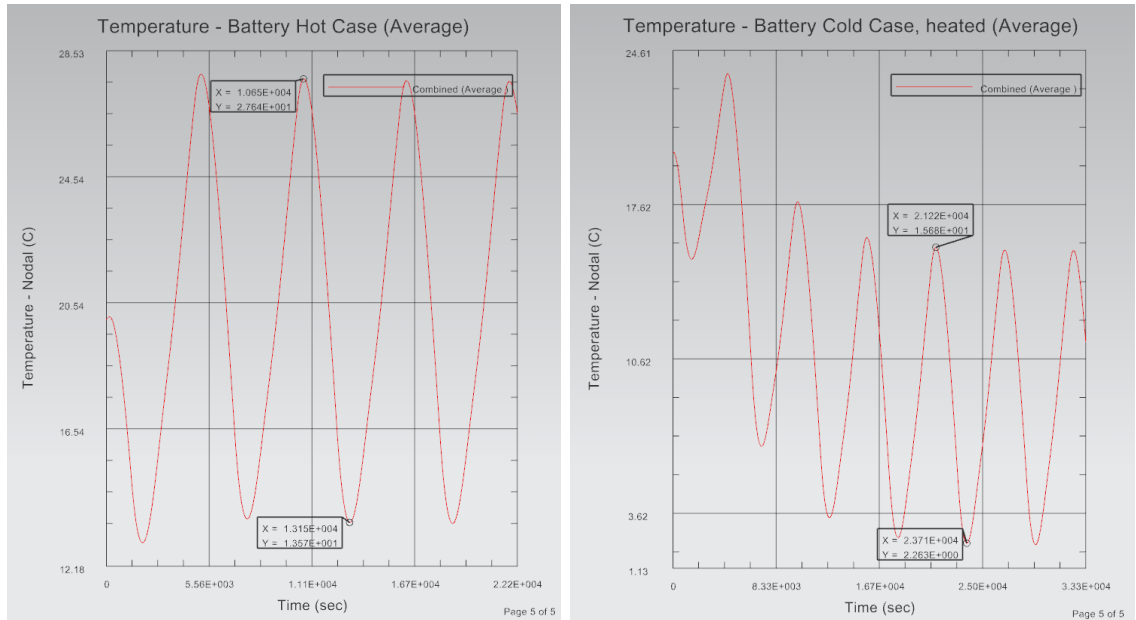 Temperature - Battery Hot Case (Average)
28.53
X = 1.065E+004
Y = 2.764E+001
Combined (Average )
24.54
20.54
16.54
X = 1.315E+004
Y = 1.357E+001
12.18
Temperature - Nodal (C)
0
5.56E+003
1.11E+004
1.67E+004
2.22E+004
Time (sec)
Page 5 of 5
Temperature - Battery Cold Case, heated (Average)
24.61
Combined (Average )
17.62
X = 2.122E+004
Y = 1.568E+001
10.62
3.62
X = 2.371E+004
Y = 2.263E+000
1.13
Temperature - Nodal (C)
0
8.33E+003
1.67E+004
2.50E+004
3.33E+004
Time (sec)
Page 5 of 5